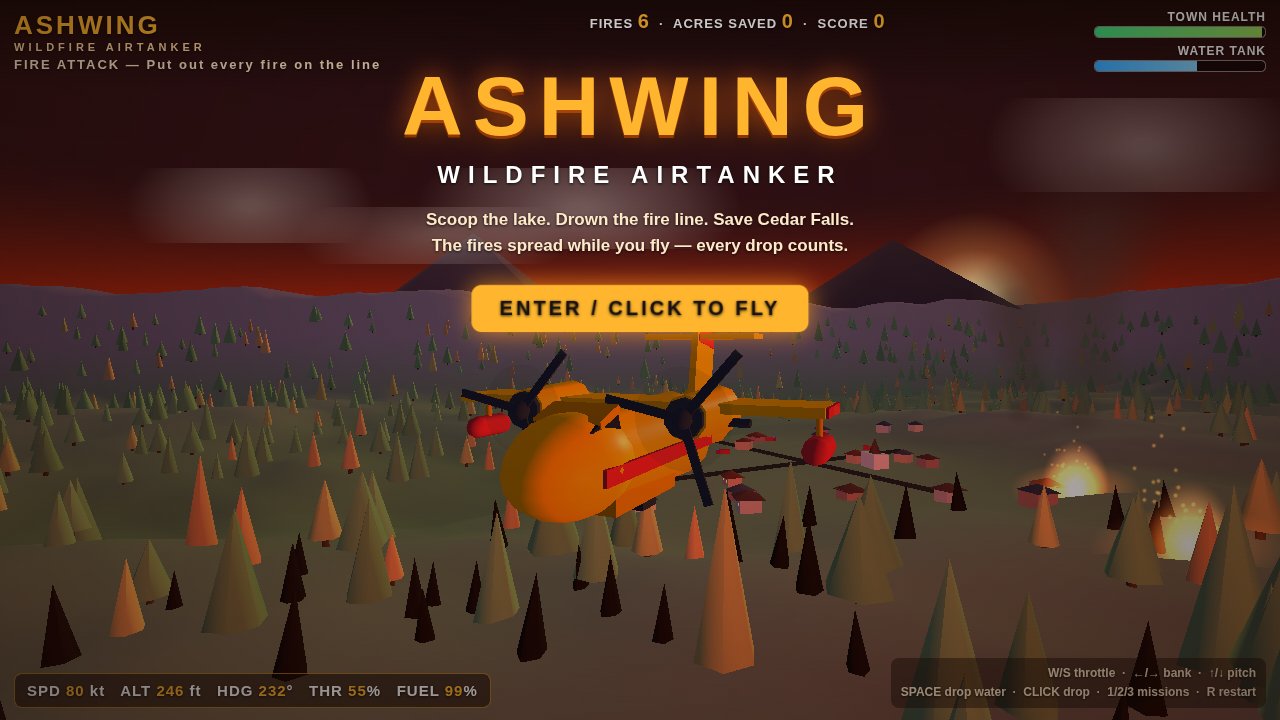 ASHWING
WILDFIRE AIRTANKER
FIRE ATTACK — Put out every fire on the line
FIRES 6 · ACRES SAVED 0 · SCORE 0
TOWN HEALTH
WATER TANK
ASHWING
WILDFIRE AIRTANKER
Scoop the lake. Drown the fire line. Save Cedar Falls.
The fires spread while you fly — every drop counts.
ENTER / CLICK TO FLY
SPD 80 kt ALT 246 ft HDG 232° THR 55% FUEL 99%
W/S throttle · ←/→ bank · ↑/↓ pitch
SPACE drop water · CLICK drop · 1/2/3 missions · R restart